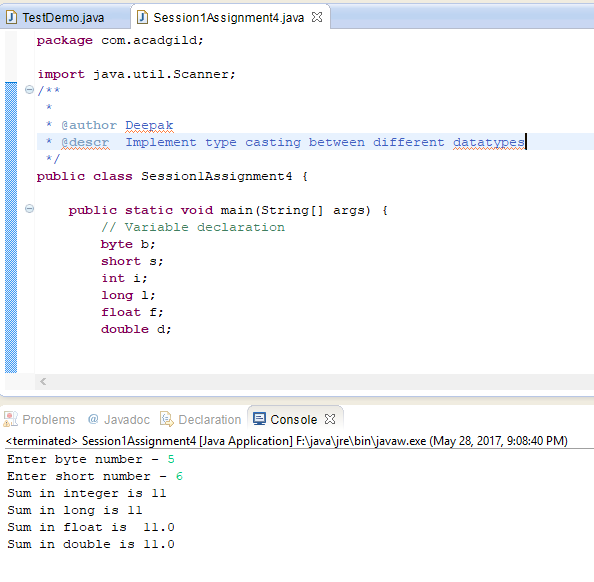 TestDemo.java Session1Assignment4.java
package com.acadgild;
import java.util.Scanner;
/**
*
* @author Deepak
* @descr  Implement type casting between different datatypes
*/
public class Session1Assignment4 {
public static void main(String[] args) {
// Variable declaration
byte b;
short s;
int i;
long l;
float f;
double d;
Problems @ Javadoc Declaration Console
<terminated> Session1Assignment4 [Java Application] F:\java\jre\bin\javaw.exe (May 28, 2017, 9:08:40 PM)
Enter byte number - 5
Enter short number - 6
Sum in integer is 11
Sum in long is 11
Sum in float is  11.0
Sum in double is 11.0